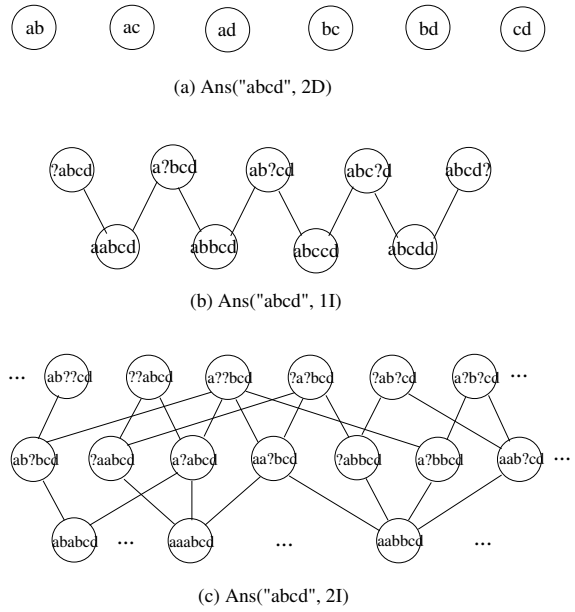 ab ac ad bc bd cd
(a) Ans("abcd", 2D)
?abcd a?bcd ab?cd abc?d abcd?
aabcd abbcd abccd abcdd
(b) Ans("abcd", 1I)
... ab??cd ??abcd a??bcd ?a?bcd ?ab?cd a?b?cd ...
ab?bcd ?aabcd a?abcd aa?bcd ?abbcd a?bbcd aab?cd ...
ababcd ... aaabcd ... aabbcd ...
(c) Ans("abcd", 2I)